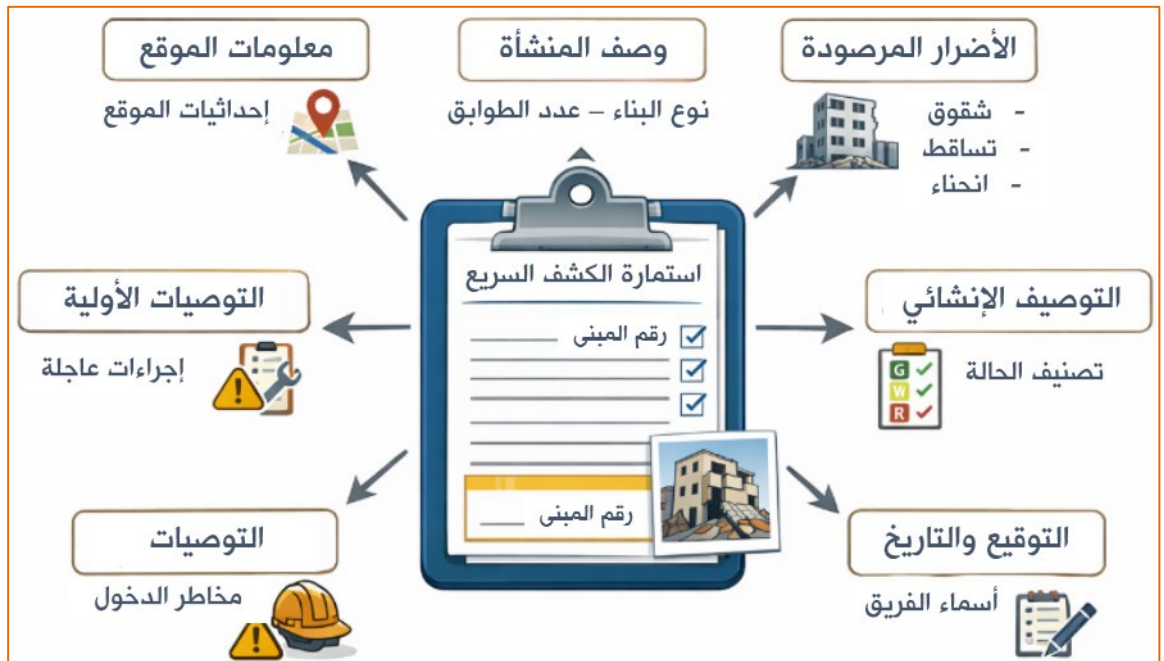 الأضرار المرصودة
- شقوق
- تساقط
- انحناء
وصف المنشأة
نوع البناء – عدد الطوابق
معلومات الموقع
إحداثيات الموقع
استمارة الكشف السريع
رقم المبنى
رقم المبنى
التوصيف الإنشائي
تصنيف الحالة
G
W
R
التوصيات الأولية
إجراءات عاجلة
التوقيع والتاريخ
أسماء الفريق
التوصيات
مخاطر الدخول